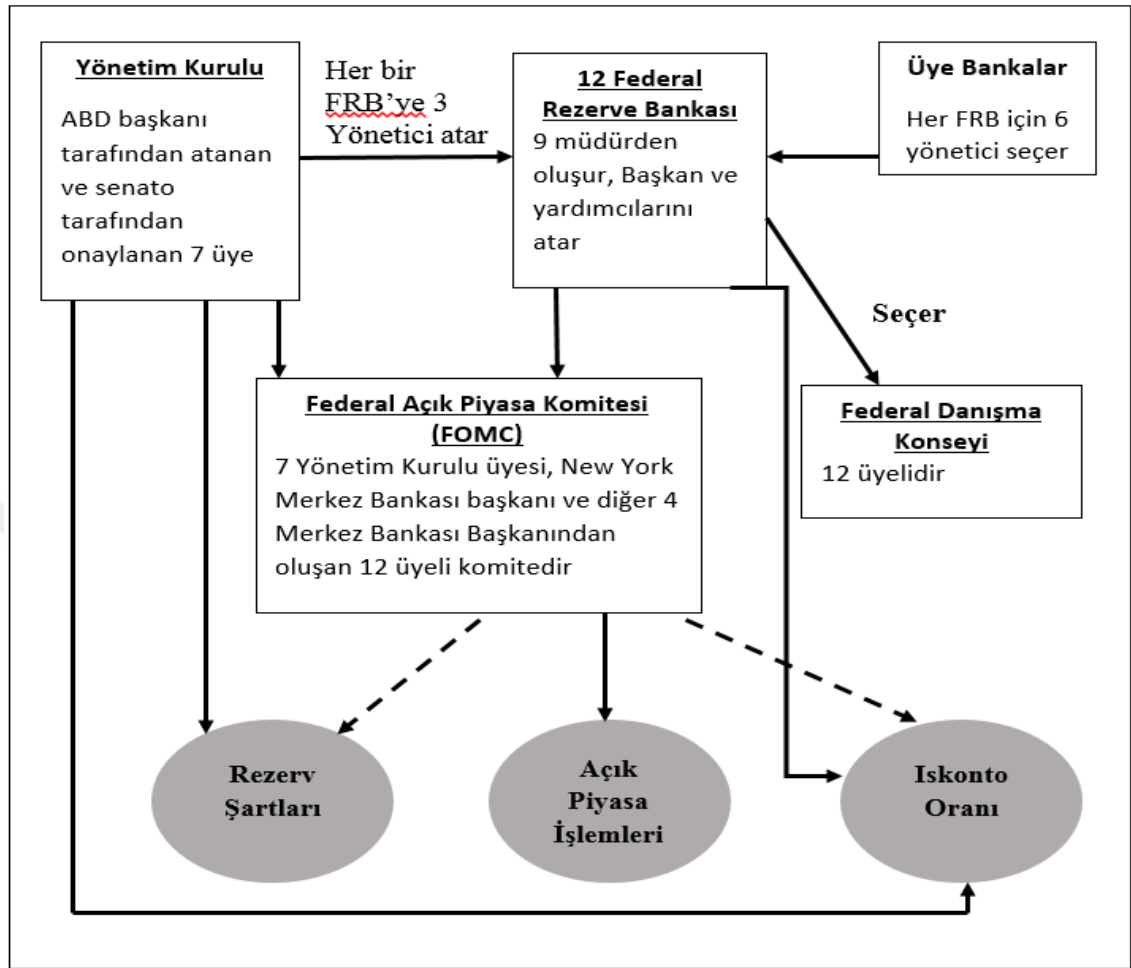 Yönetim Kurulu
ABD başkanı
tarafından atanan
ve senato
tarafından
onaylanan 7 üye
Her bir
FRB’ye 3
Yönetici atar
12 Federal
Rezerve Bankası
9 müdürden
oluşur, Başkan ve
yardımcılarını
atar
Üye Bankalar
Her FRB için 6
yönetici seçer
Seçer
Federal Açık Piyasa Komitesi
(FOMC)
7 Yönetim Kurulu üyesi, New York
Merkez Bankası başkanı ve diğer 4
Merkez Bankası Başkanından
oluşan 12 üyeli komitedir
Federal Danışma
Konseyi
12 üyelidir
Rezerv
Şartları
Açık
Piyasa
İşlemleri
Iskonto
Oranı